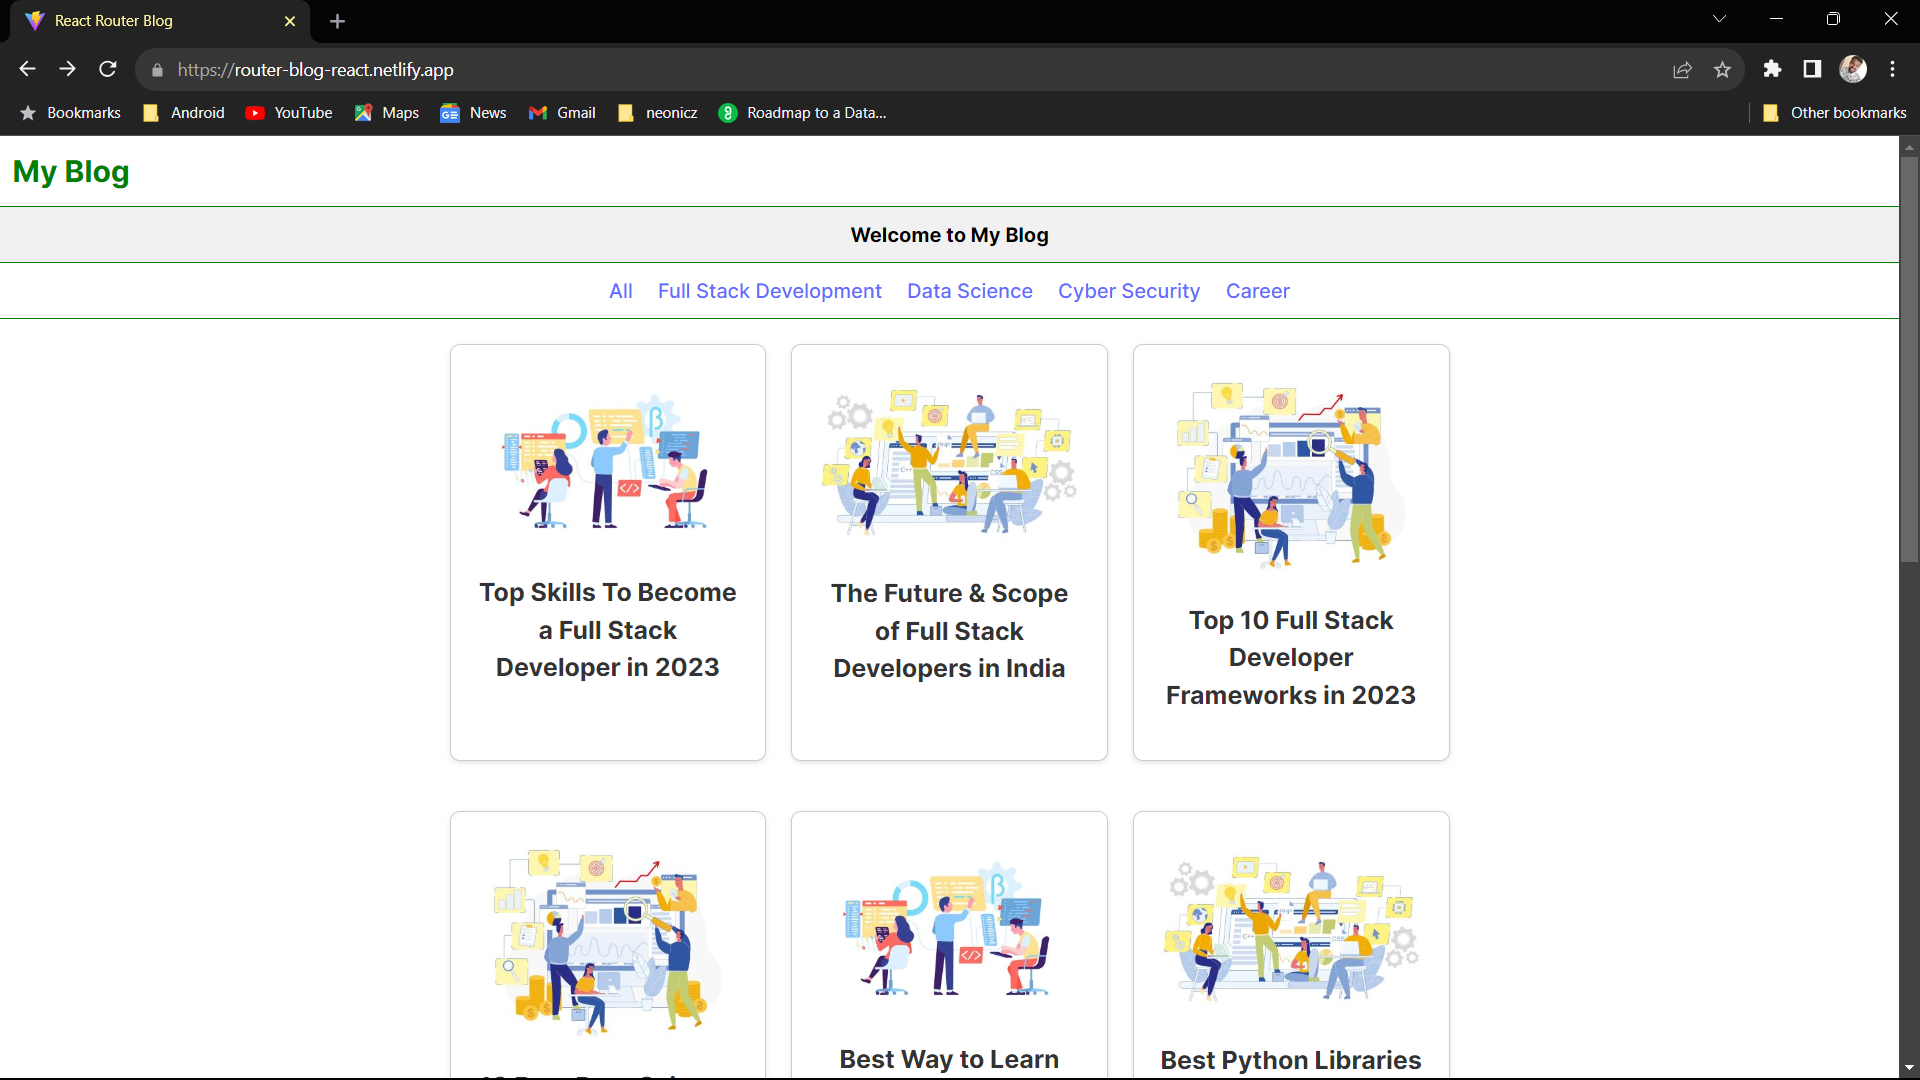 React Router Blog
https://router-blog-react.netlify.app
Bookmarks Android YouTube Maps News Gmail neonicz Roadmap to a Data... Other bookmarks
My Blog
Welcome to My Blog
All Full Stack Development Data Science Cyber Security Career
Top Skills To Become
a Full Stack
Developer in 2023
The Future & Scope
of Full Stack
Developers in India
Top 10 Full Stack
Developer
Frameworks in 2023
Best Way to Learn
Best Python Libraries